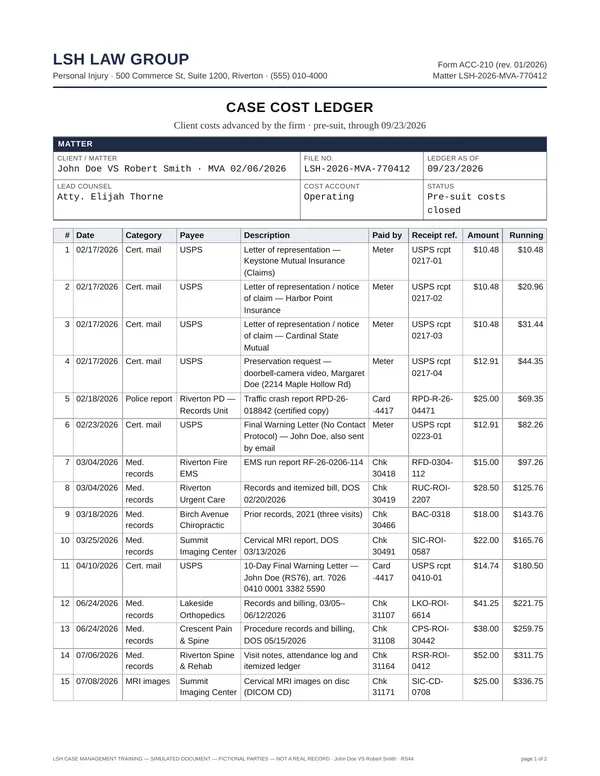 LSH LAW GROUP
Personal Injury · 500 Commerce St, Suite 1200, Riverton · (555) 010-4000
Form ACC-210 (rev. 01/2026)
Matter LSH-2026-MVA-770412
CASE COST LEDGER
Client costs advanced by the firm · pre-suit, through 09/23/2026
MATTER
CLIENT / MATTER
John Doe VS Robert Smith · MVA 02/06/2026
FILE NO.
LSH-2026-MVA-770412
LEDGER AS OF
09/23/2026
LEAD COUNSEL
Atty. Elijah Thorne
COST ACCOUNT
Operating
STATUS
Pre-suit costs
closed
# Date Category Payee Description Paid by Receipt ref. Amount Running
1 02/17/2026 Cert. mail USPS Letter of representation — Meter USPS rcpt $10.48 $10.48
Keystone Mutual Insurance 0217-01
(Claims)
2 02/17/2026 Cert. mail USPS Letter of representation / notice Meter USPS rcpt $10.48 $20.96
of claim — Harbor Point 0217-02
Insurance
3 02/17/2026 Cert. mail USPS Letter of representation / notice Meter USPS rcpt $10.48 $31.44
of claim — Cardinal State 0217-03
Mutual
4 02/17/2026 Cert. mail USPS Preservation request — Meter USPS rcpt $12.91 $44.35
doorbell-camera video, Margaret 0217-04
Doe (2214 Maple Hollow Rd)
5 02/18/2026 Police report Riverton PD — Traffic crash report RPD-26- Card RPD-R-26- $25.00 $69.35
Records Unit 018842 (certified copy) ·4417 04471
6 02/23/2026 Cert. mail USPS Final Warning Letter (No Contact Meter USPS rcpt $12.91 $82.26
Protocol) — John Doe, also sent 0223-01
by email
7 03/04/2026 Med. Riverton Fire EMS run report RF-26-0206-114 Chk RFD-0304- $15.00 $97.26
records EMS 30418 112
8 03/04/2026 Med. Riverton Records and itemized bill, DOS Chk RUC-ROI- $28.50 $125.76
records Urgent Care 02/20/2026 30419 2207
9 03/18/2026 Med. Birch Avenue Prior records, 2021 (three visits) Chk BAC-0318 $18.00 $143.76
records Chiropractic 30466
10 03/25/2026 Med. Summit Cervical MRI report, DOS Chk SIC-ROI- $22.00 $165.76
records Imaging Center 03/13/2026 30491 0587
11 04/10/2026 Cert. mail USPS 10-Day Final Warning Letter — Card USPS rcpt $14.74 $180.50
John Doe (RS76), art. 7026 ·4417 0410-01
0410 0001 3382 5590
12 06/24/2026 Med. Lakeside Records and billing, 03/05– Chk LKO-ROI- $41.25 $221.75
records Orthopedics 06/12/2026 31107 6614
13 06/24/2026 Med. Crescent Pain Procedure records and billing, Chk CPS-ROI- $38.00 $259.75
records & Spine DOS 05/15/2026 31108 30442
14 07/06/2026 Med. Riverton Spine Visit notes, attendance log and Chk RSR-ROI- $52.00 $311.75
records & Rehab itemized ledger 31164 0412
15 07/08/2026 MRI images Summit Cervical MRI images on disc Chk SIC-CD- $25.00 $336.75
Imaging Center (DICOM CD) 31171 0708
LSH CASE MANAGEMENT TRAINING — SIMULATED DOCUMENT — FICTIONAL PARTIES — NOT A REAL RECORD · John Doe VS Robert Smith · RS44
page 1 of 2